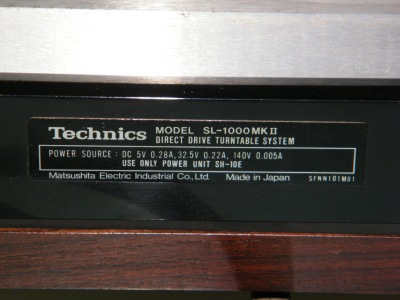 Technics MODEL SL-1000MKII
DIRECT DRIVE TURNTABLE SYSTEM
POWER SOURCE : DC 5V 0.28A, 32.5V 0.22A, 140V 0.005A
USE ONLY POWER UNIT SH-10E
Matsushita Electric Industrial Co., Ltd. Made in Japan SFNN101M01